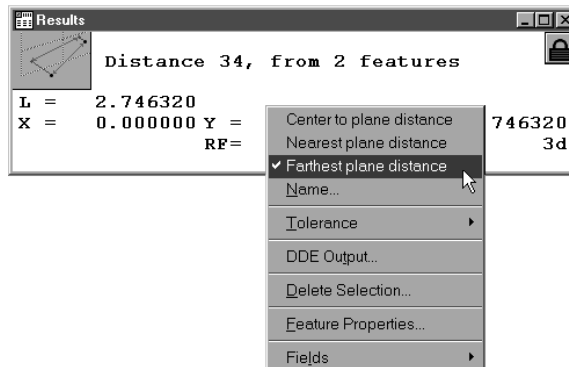 Results
Distance 34, from 2 features
L = 2.746320
X = 0.000000 Y = 746320
RF= 3d
Center to plane distance
Nearest plane distance
Farthest plane distance
Name...
Tolerance
DDE Output...
Delete Selection...
Feature Properties...
Fields